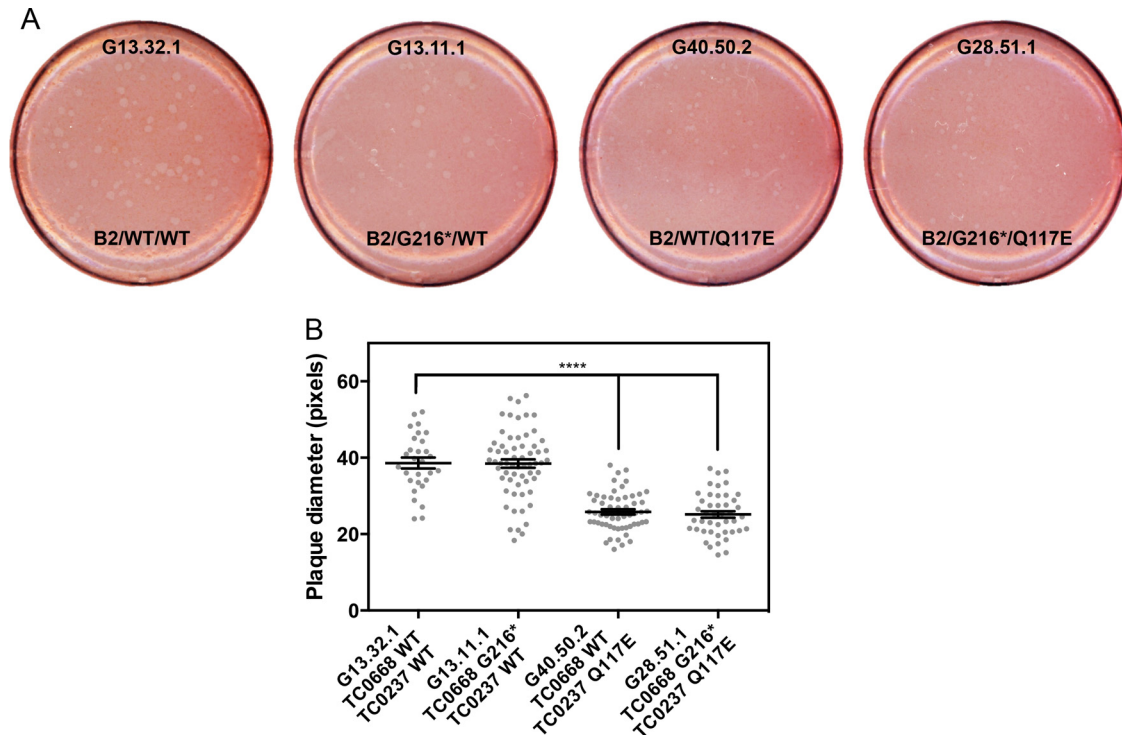 A
G13.32.1
G13.11.1
G40.50.2
G28.51.1
B2/WT/WT
B2/G216*/WT
B2/WT/Q117E
B2/G216*/Q117E
B
****
Plaque diameter (pixels)
60
40
20
0
G13.32.1
TC0668 WT
TC0237 WT
G13.11.1
TC0668 G216*
TC0237 WT
G40.50.2
TC0668 WT
TC0237 Q117E
G28.51.1
TC0668 G216*
TC0237 Q117E